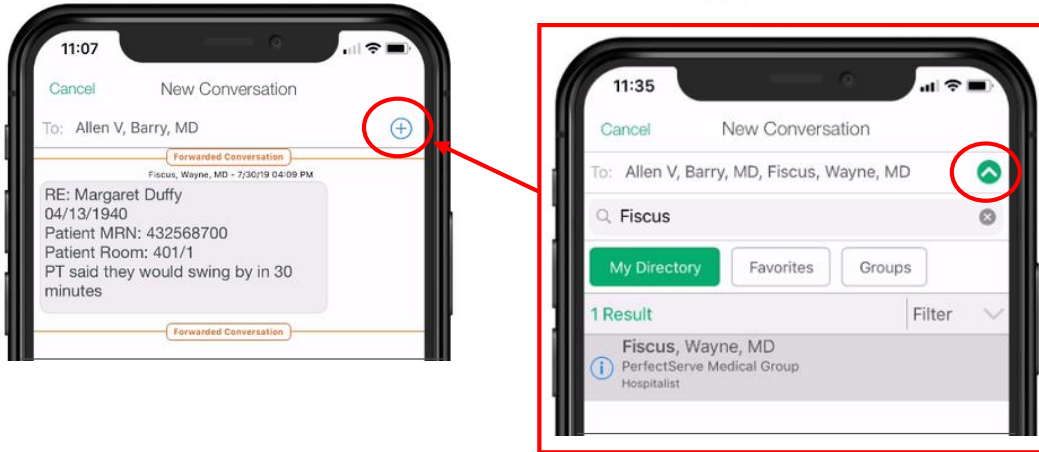 11:07
Cancel New Conversation
To: Allen V, Barry, MD
Forwarded Conversation
Fiscus, Wayne, MD - 7/30/19 04:09 PM
RE: Margaret Duffy
04/13/1940
Patient MRN: 432568700
Patient Room: 401/1
PT said they would swing by in 30
minutes
Forwarded Conversation
11:35
Cancel New Conversation
To: Allen V, Barry, MD, Fiscus, Wayne, MD
Fiscus
My Directory Favorites Groups
1 Result Filter
Fiscus, Wayne, MD
PerfectServe Medical Group
Hospitalist